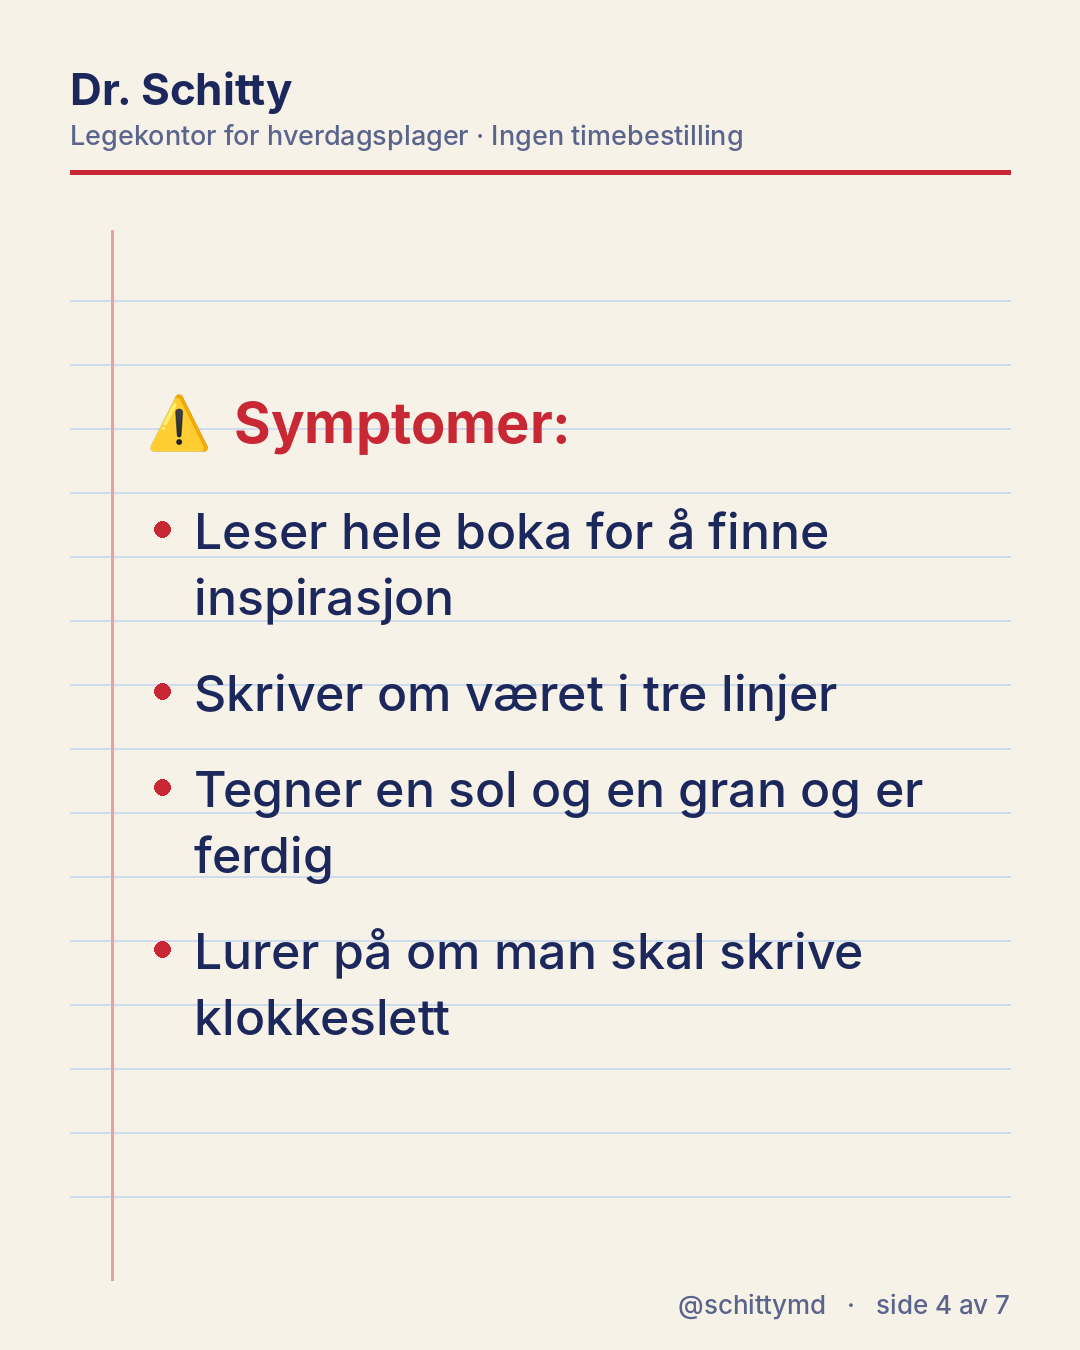 Dr. Schitty
Legekontor for hverdagsplager · Ingen timebestilling
⚠️ Symptomer:
• Leser hele boka for å finne
inspirasjon
• Skriver om været i tre linjer
• Tegner en sol og en gran og er
ferdig
• Lurer på om man skal skrive
klokkeslett
@schittymd · side 4 av 7